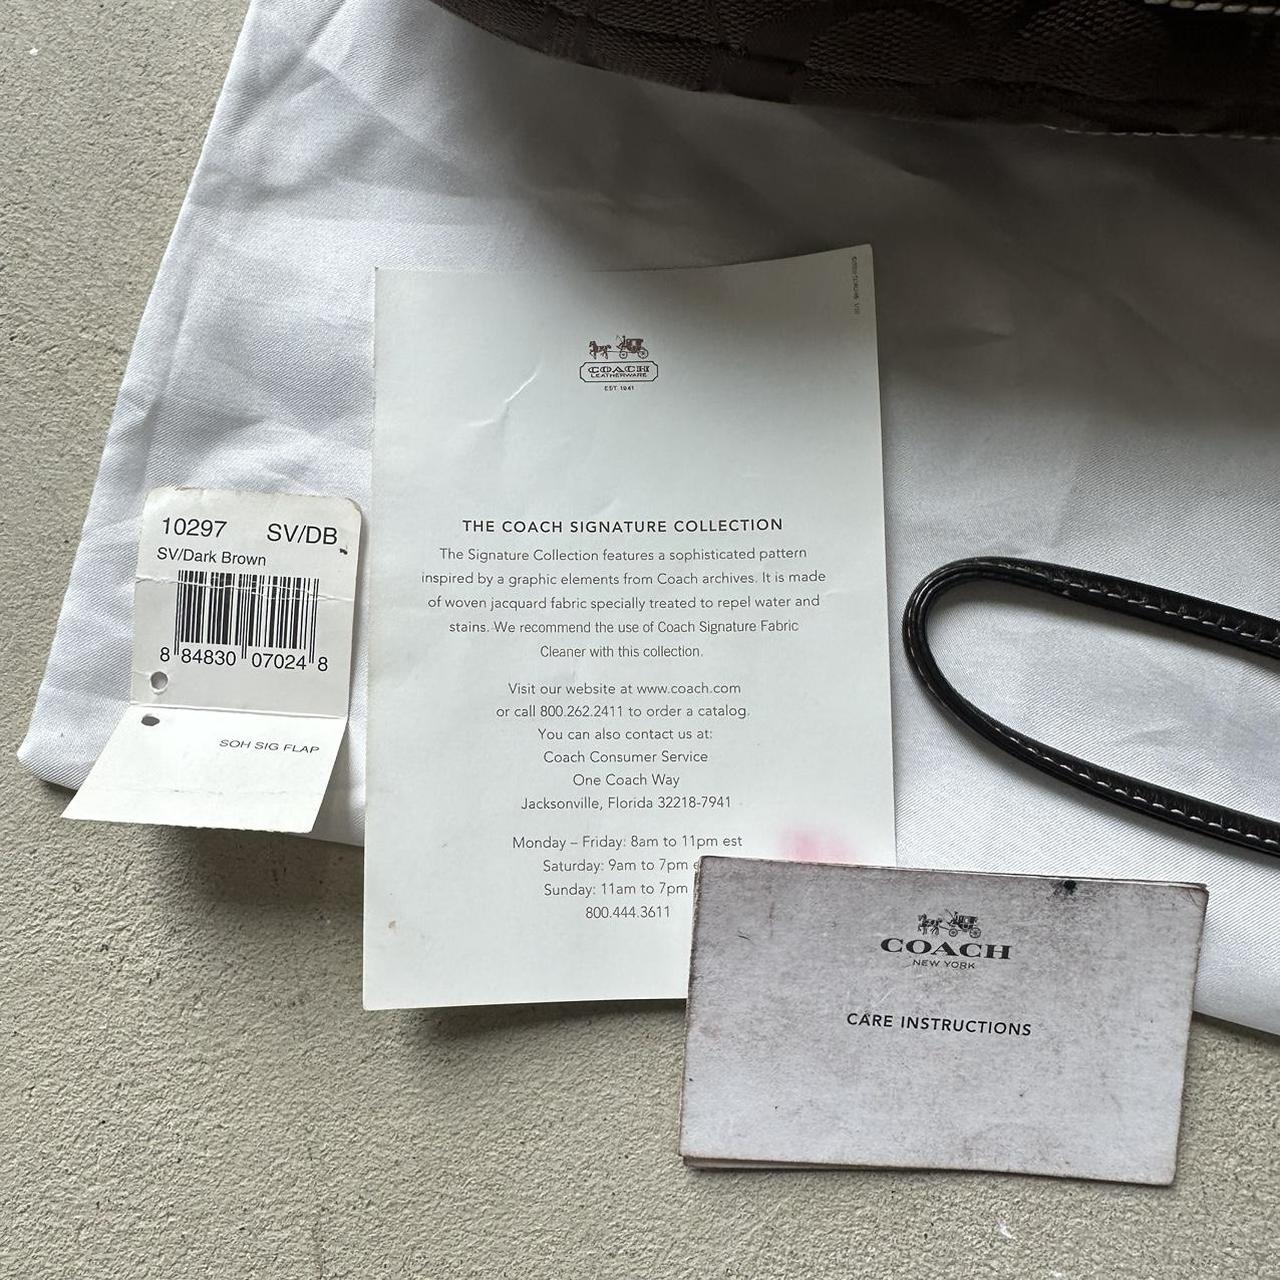 10297 SV/DB
SV/Dark Brown
8 84830 07024 8
SOH SIG FLAP
COACH
LEATHERWARE
EST. 1941
THE COACH SIGNATURE COLLECTION
The Signature Collection features a sophisticated pattern
inspired by a graphic elements from Coach archives. It is made
of woven jacquard fabric specially treated to repel water and
stains. We recommend the use of Coach Signature Fabric
Cleaner with this collection.
Visit our website at www.coach.com
or call 800.262.2411 to order a catalog.
You can also contact us at:
Coach Consumer Service
One Coach Way
Jacksonville, Florida 32218-7941
Monday – Friday: 8am to 11pm est
Saturday: 9am to 7pm
Sunday: 11am to 7pm
800.444.3611
COACH
NEW YORK
CARE INSTRUCTIONS